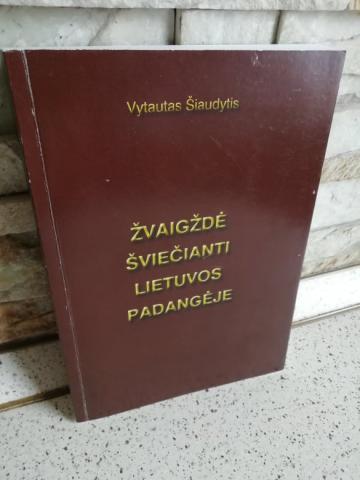 Vytautas Šiaudytis
ŽVAIGŽDĖ
ŠVIEČIANTI
LIETUVOS
PADANGĖJE